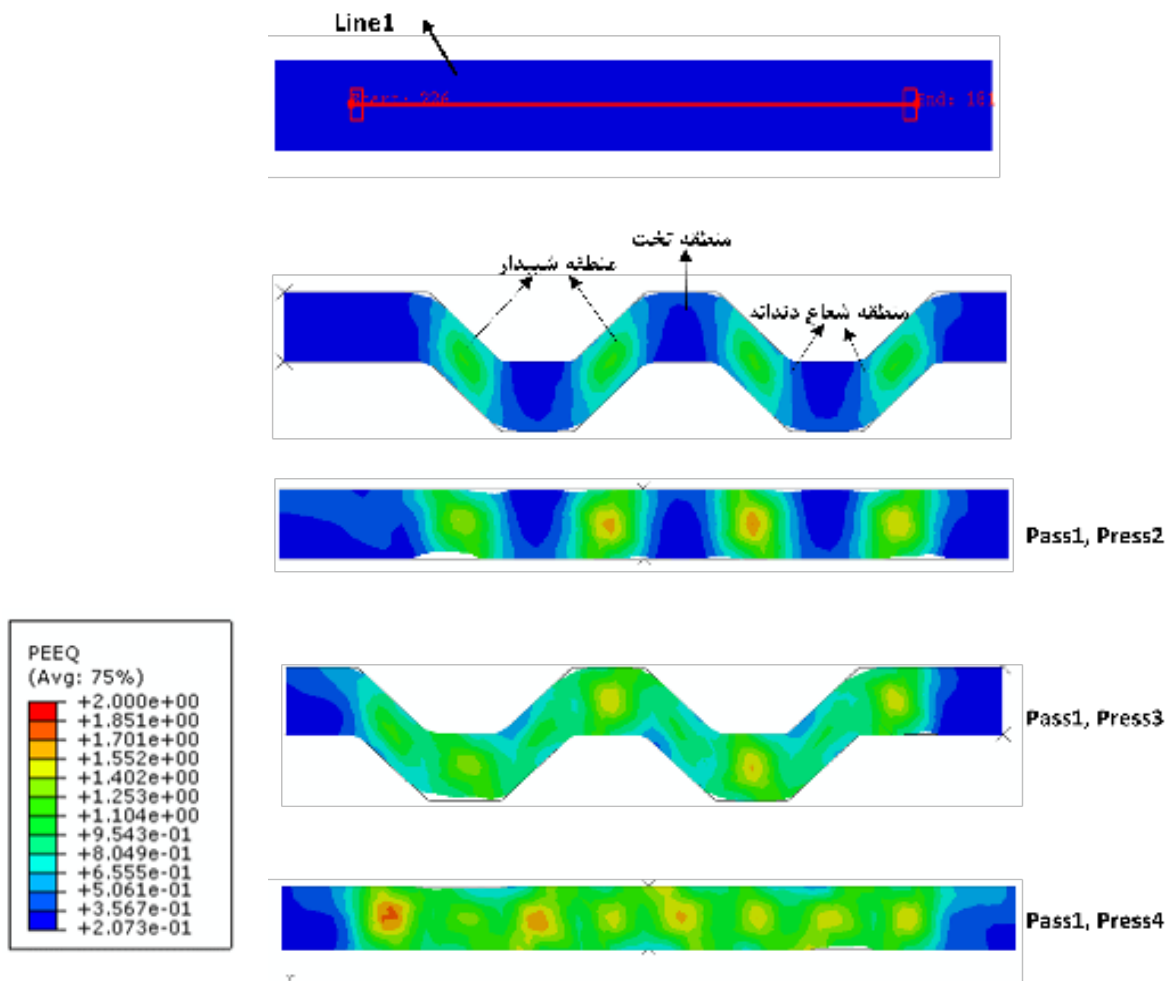 Line1
Start: 226
End: 181
منطقه تخت
منطقه شیبدار
منطقه شعاع دندانه
Pass1, Press2
PEEQ
(Avg: 75%)
+2.000e+00
+1.851e+00
+1.701e+00
+1.552e+00
+1.402e+00
+1.253e+00
+1.104e+00
+9.543e-01
+8.049e-01
+6.555e-01
+5.061e-01
+3.567e-01
+2.073e-01
Pass1, Press3
Pass1, Press4